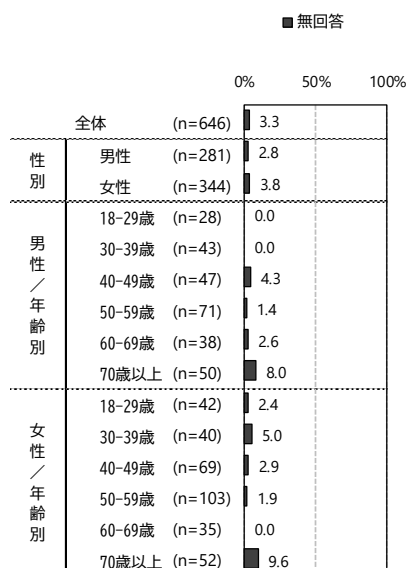 ■無回答
0% 50% 100%
全体 (n=646) 3.3
性別
男性 (n=281) 2.8
女性 (n=344) 3.8
男性／年齢別
18-29歳 (n=28) 0.0
30-39歳 (n=43) 0.0
40-49歳 (n=47) 4.3
50-59歳 (n=71) 1.4
60-69歳 (n=38) 2.6
70歳以上 (n=50) 8.0
女性／年齢別
18-29歳 (n=42) 2.4
30-39歳 (n=40) 5.0
40-49歳 (n=69) 2.9
50-59歳 (n=103) 1.9
60-69歳 (n=35) 0.0
70歳以上 (n=52) 9.6